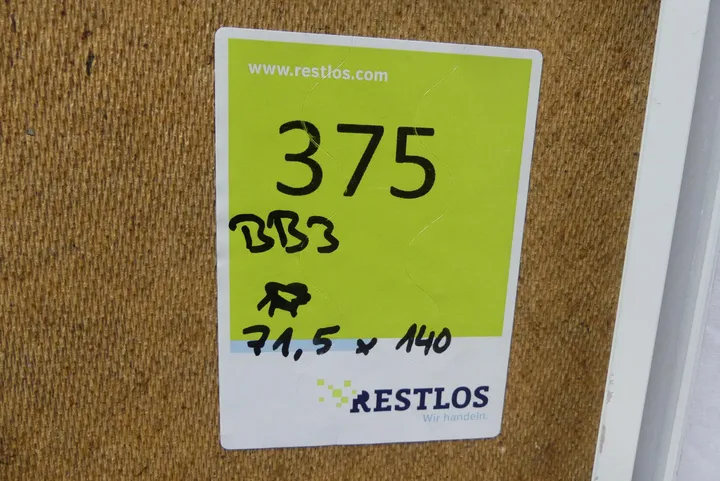 www.restlos.com
375
BB3
71,5 x 140
RESTLOS
Wir handeln.